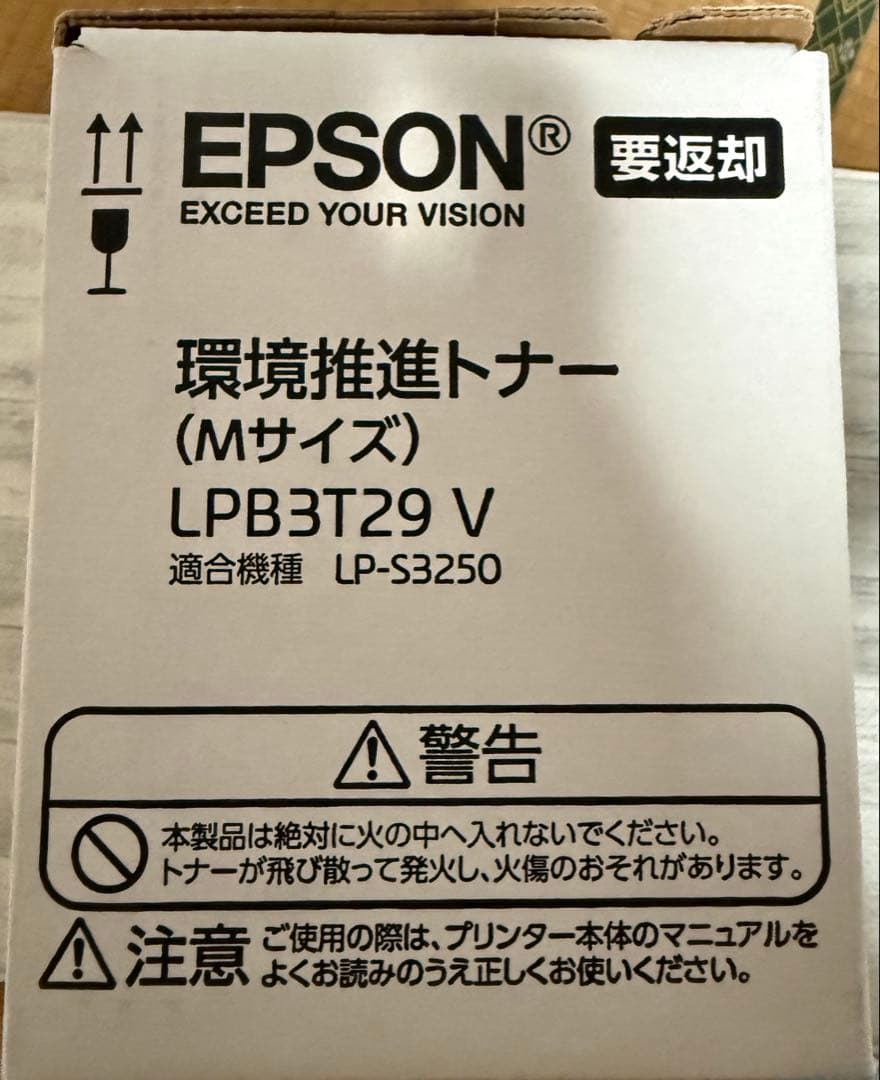 EPSON® 要返却
EXCEED YOUR VISION
環境推進トナー
(Mサイズ)
LPB3T29 V
適合機種 LP-S3250
警告
本製品は絶対に火の中へ入れないでください。
トナーが飛び散って発火し、火傷のおそれがあります。
注意 ご使用の際は、プリンター本体のマニュアルを
よくお読みのうえ正しくお使いください。